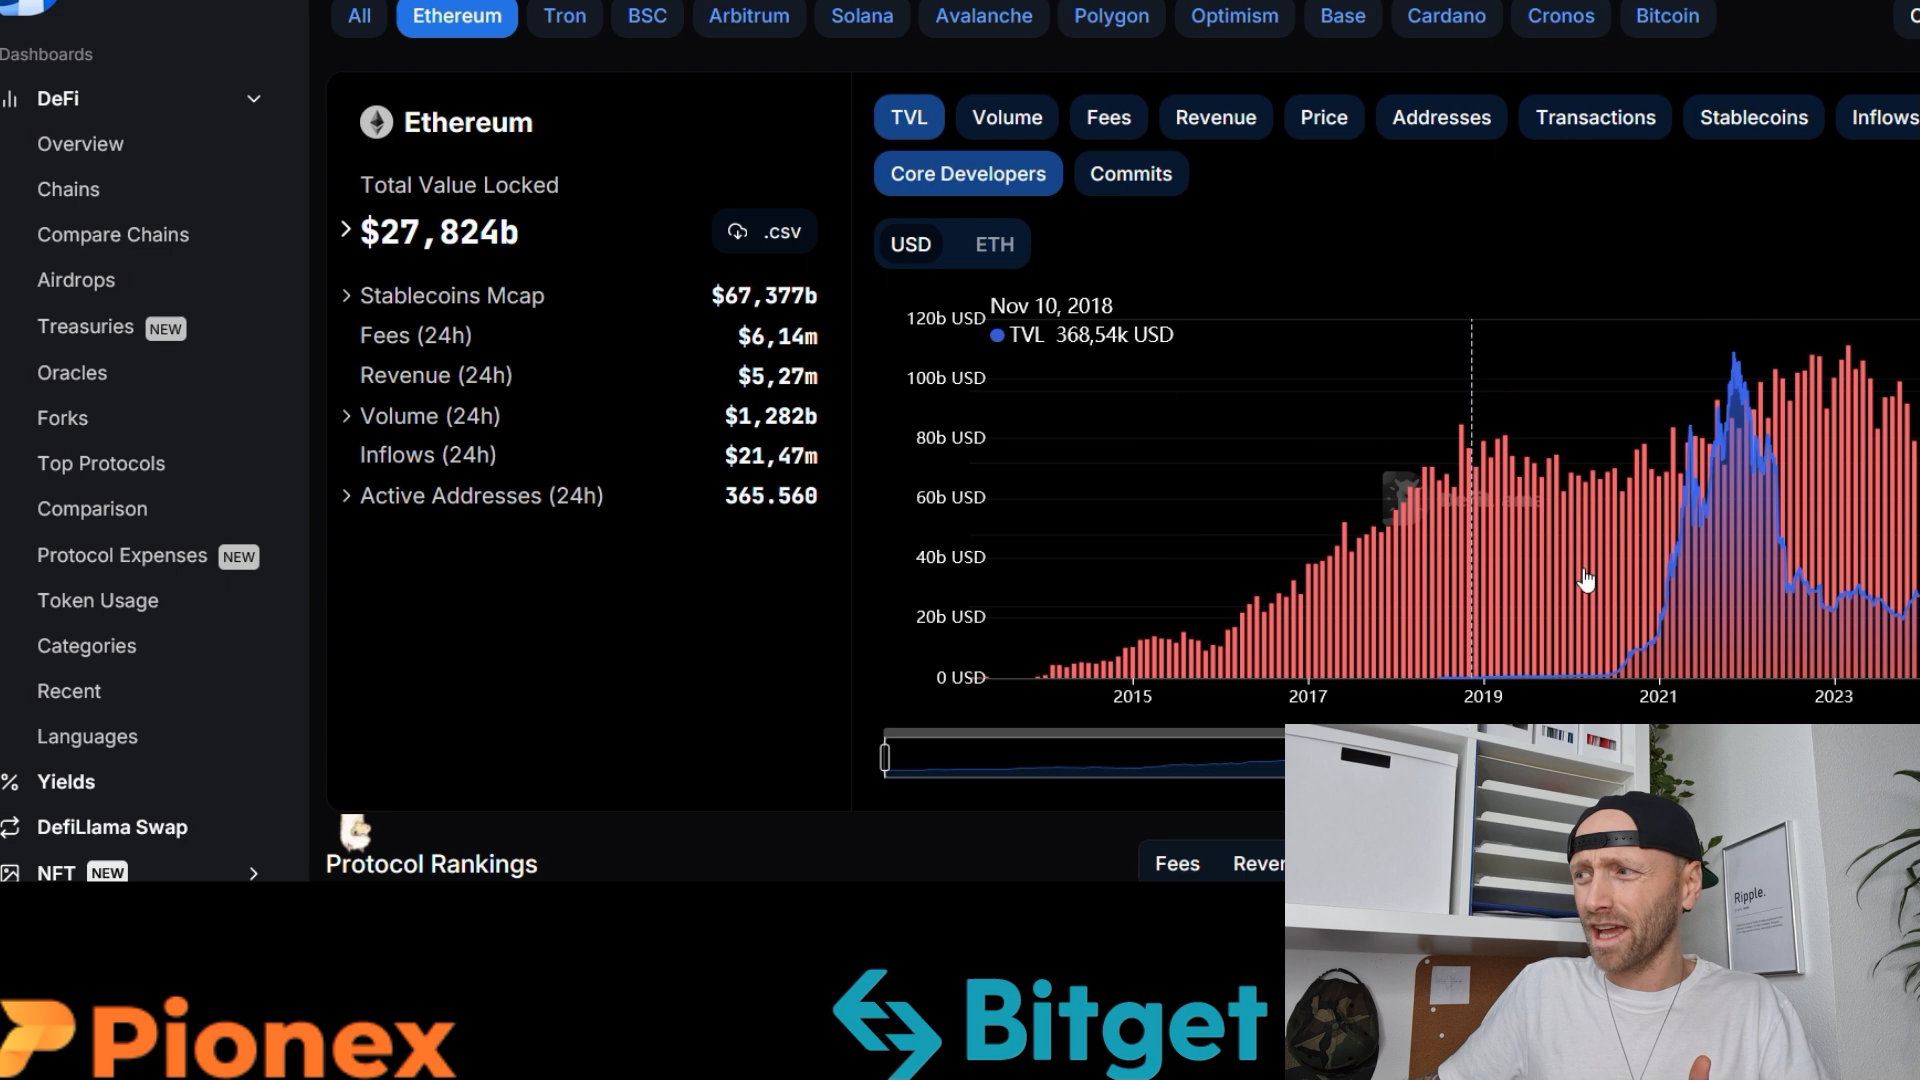 All
Ethereum
Tron
BSC
Arbitrum
Solana
Avalanche
Polygon
Optimism
Base
Cardano
Cronos
Bitcoin
Dashboards
DeFi
Overview
Chains
Compare Chains
Airdrops
Treasuries NEW
Oracles
Forks
Top Protocols
Comparison
Protocol Expenses NEW
Token Usage
Categories
Recent
Languages
Yields
DefiLlama Swap
NFT NEW
Ethereum
Total Value Locked
$27,824b
.csv
Stablecoins Mcap $67,377b
Fees (24h) $6,14m
Revenue (24h) $5,27m
Volume (24h) $1,282b
Inflows (24h) $21,47m
Active Addresses (24h) 365.560
TVL
Volume
Fees
Revenue
Price
Addresses
Transactions
Stablecoins
Inflows
Core Developers
Commits
USD
ETH
Nov 10, 2018
TVL 368,54k USD
120b USD
100b USD
80b USD
60b USD
40b USD
20b USD
0 USD
2015
2017
2019
2021
2023
Protocol Rankings
Fees
Pionex
Bitget
Ripple.